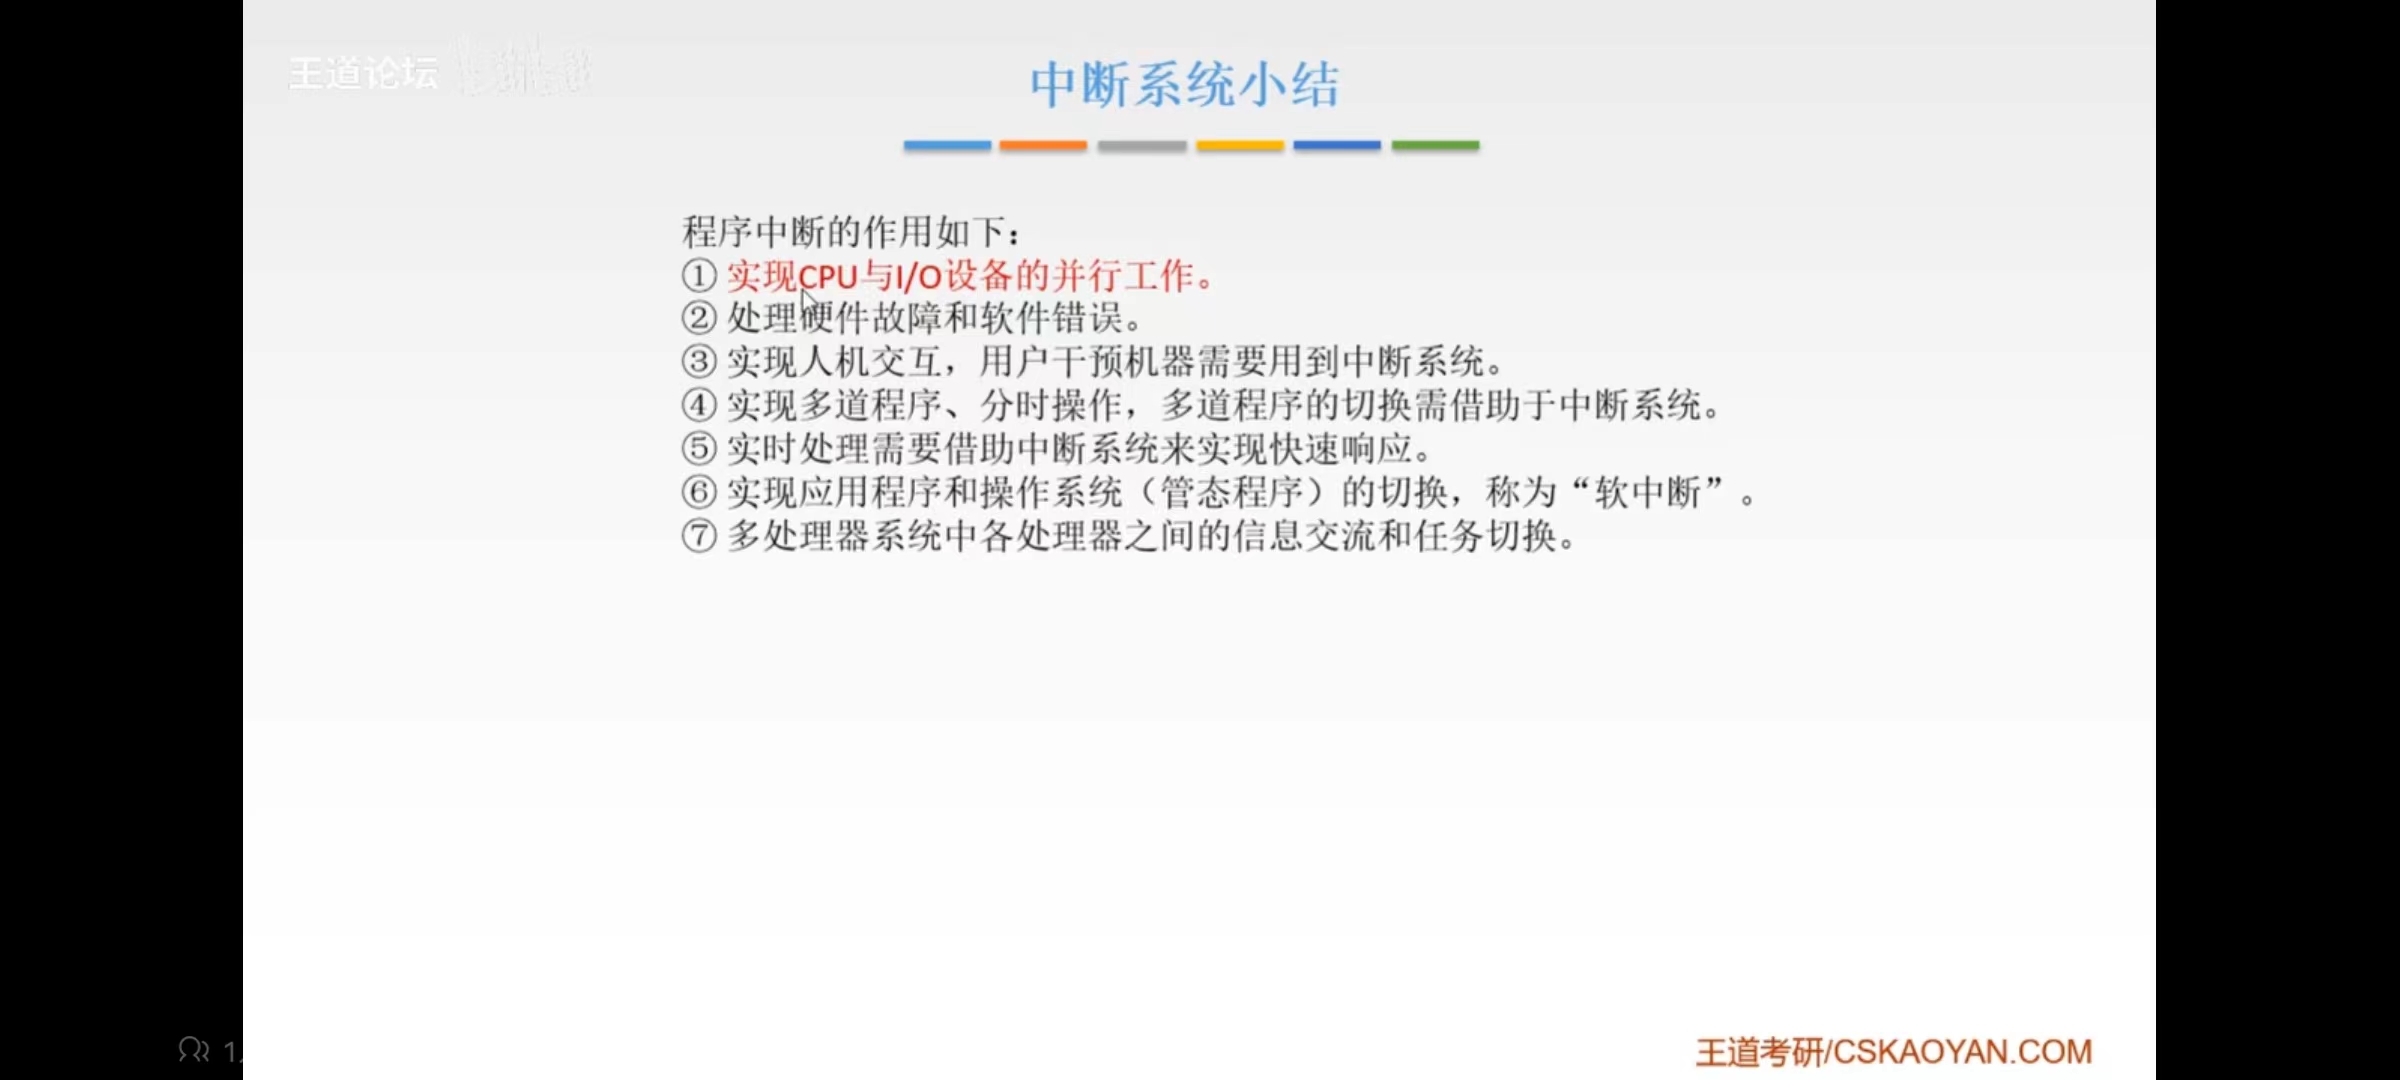 王道论坛
中断系统小结
程序中断的作用如下：
① 实现CPU与I/O设备的并行工作。
② 处理硬件故障和软件错误。
③ 实现人机交互，用户干预机器需要用到中断系统。
④ 实现多道程序、分时操作，多道程序的切换需借助于中断系统。
⑤ 实时处理需要借助中断系统来实现快速响应。
⑥ 实现应用程序和操作系统（管态程序）的切换，称为“软中断”。
⑦ 多处理器系统中各处理器之间的信息交流和任务切换。
王道考研/CSKAOYAN.COM